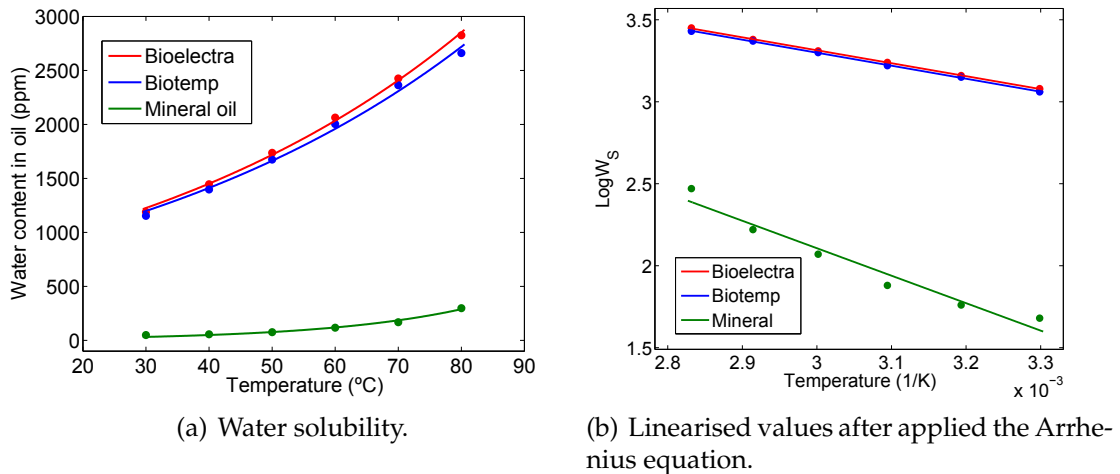 3000
2500
2000
1500
1000
500
0
Water content in oil (ppm)
Bioelectra
Biotemp
Mineral oil
20 30 40 50 60 70 80 90
Temperature (ºC)
(a) Water solubility.
3.5
3
2.5
2
1.5
LogW_S
Bioelectra
Biotemp
Mineral
2.8 2.9 3 3.1 3.2 3.3
Temperature (1/K)
x 10⁻³
(b) Linearised values after applied the Arrhe-
nius equation.